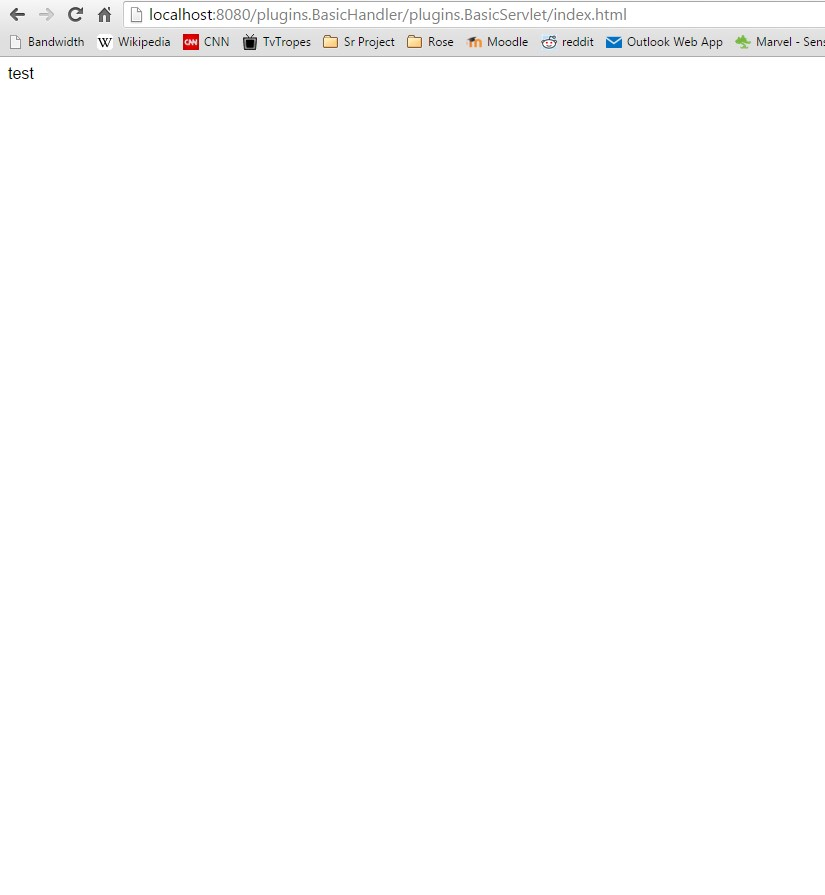 localhost:8080/plugins.BasicHandler/plugins.BasicServlet/index.html
Bandwidth W Wikipedia CNN CNN TvTropes Sr Project Rose Moodle reddit Outlook Web App Marvel - Sens
test